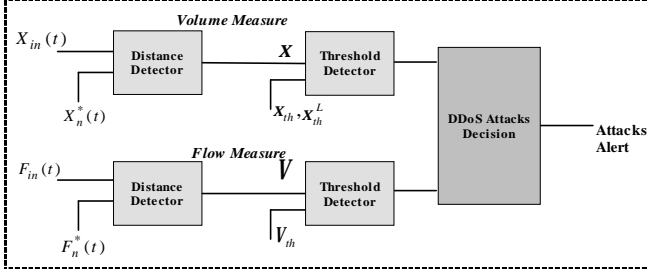 Volume Measure
X_in (t)
Distance
Detector
X
Threshold
Detector
X_n^* (t)
X_th , X_th^L
DDoS Attacks
Decision
Attacks
Alert
Flow Measure
F_in (t)
Distance
Detector
V
Threshold
Detector
F_n^* (t)
V_th